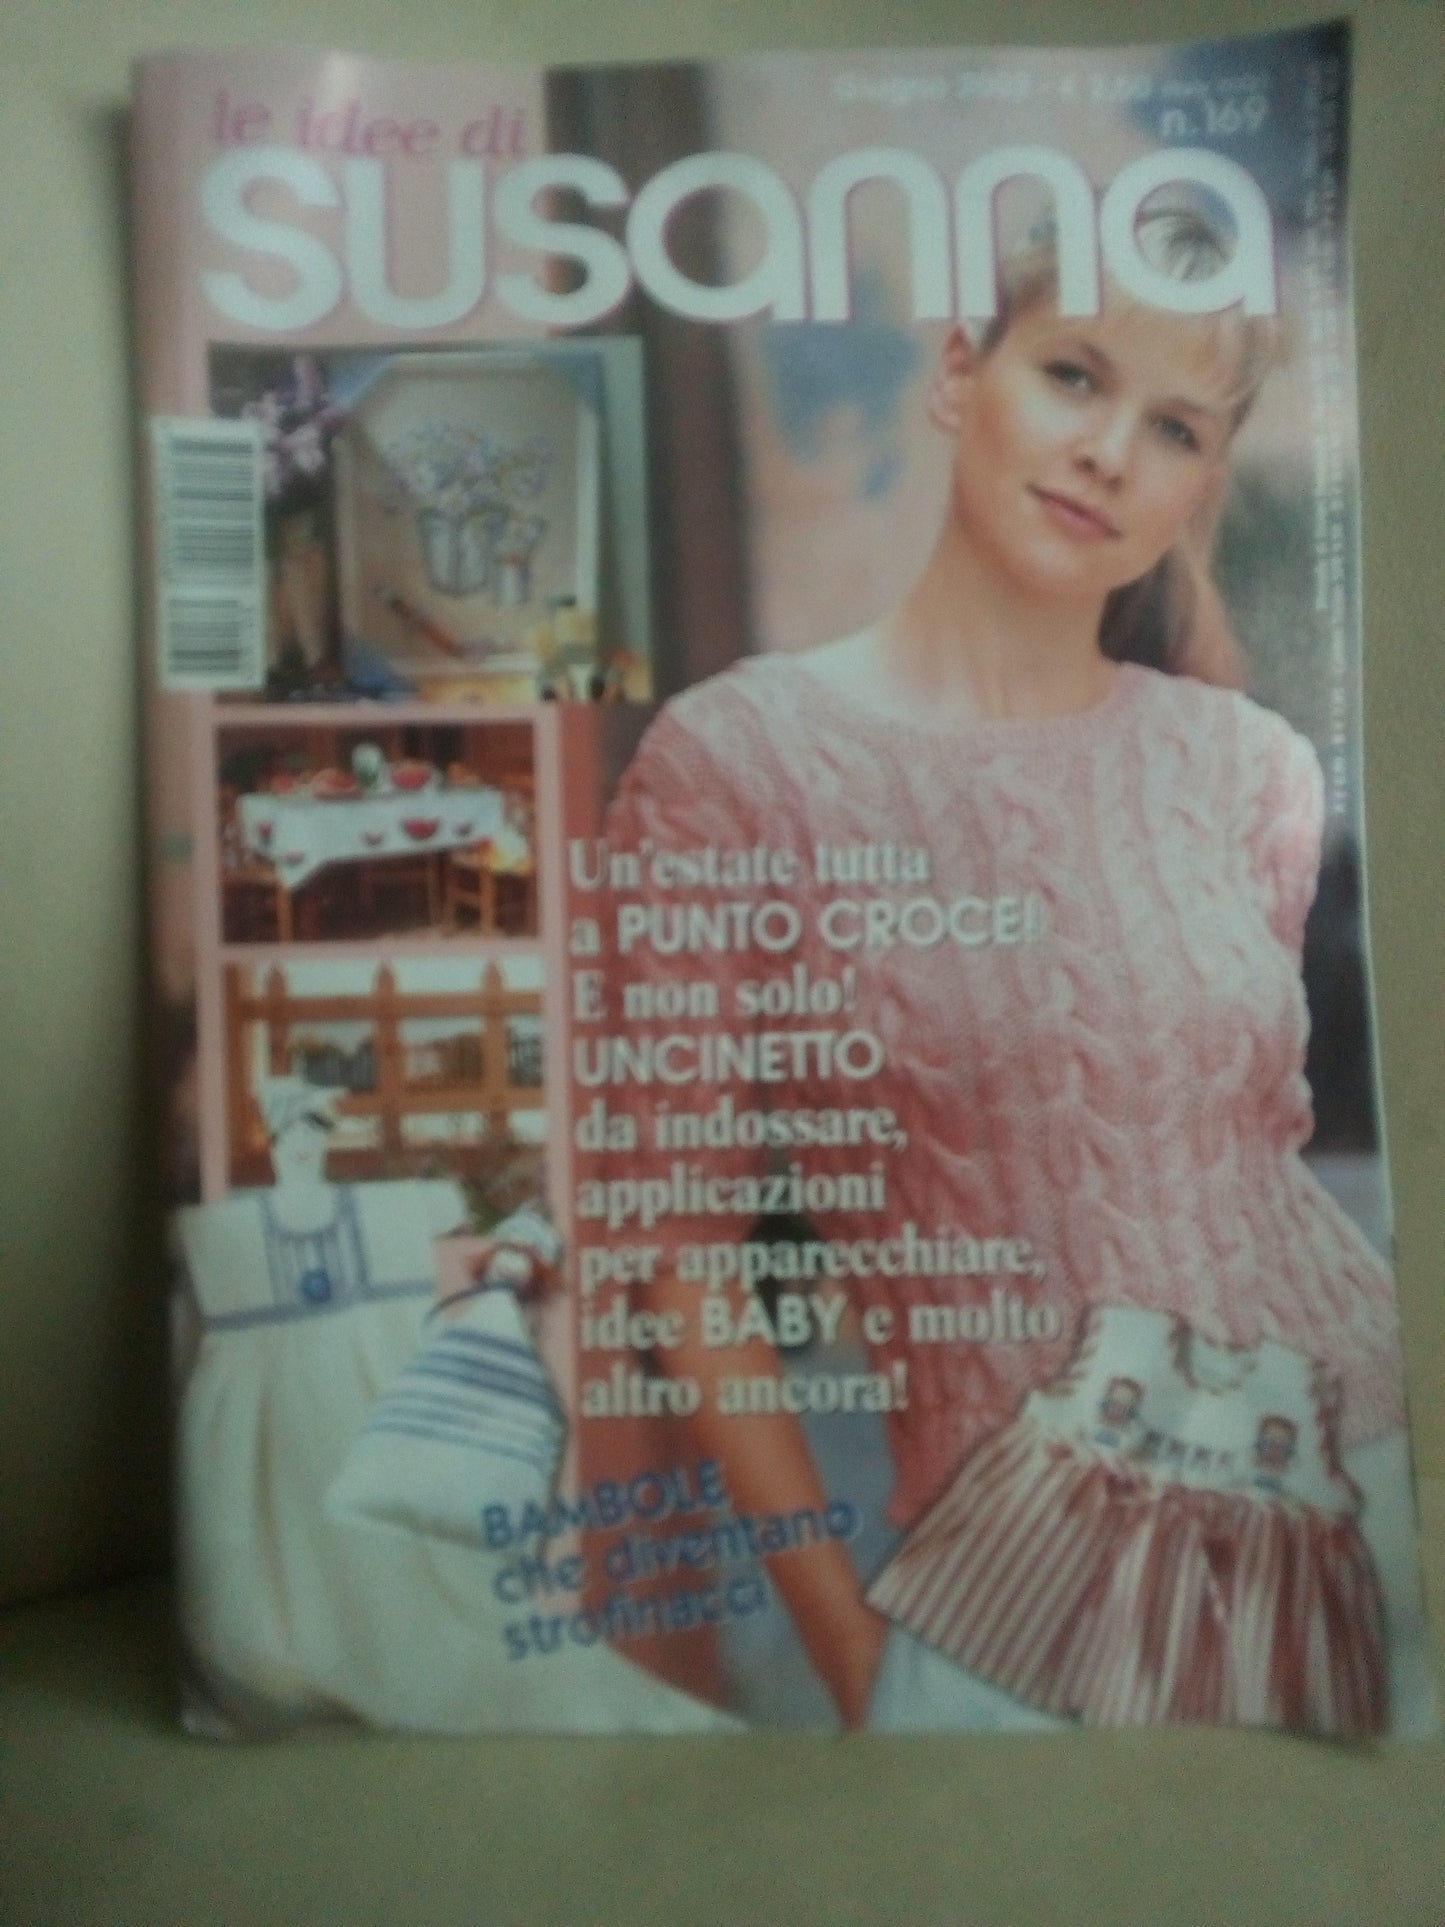 le idee di
susanna
Giugno
n. 169
Un'estate tutta
a PUNTO CROCE!
E non solo!
UNCINETTO
da indossare,
applicazioni
per apparecchiare,
idee BABY e molto
altro ancora!
BAMBOLE
che diventano
strofinacci